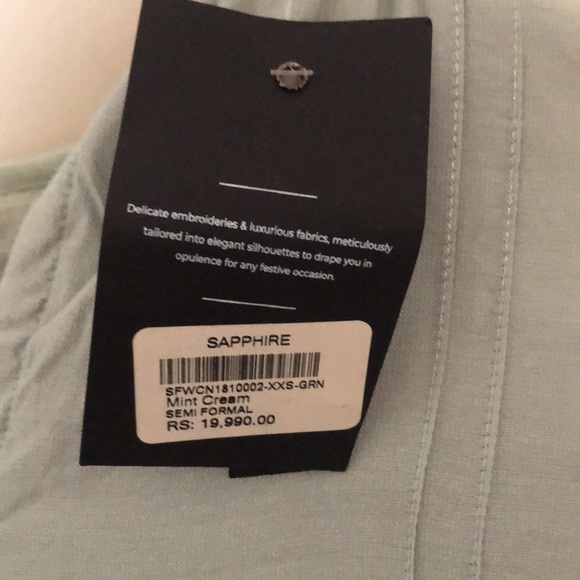 Delicate embroideries & luxurious fabrics, meticulously
tailored into elegant silhouettes to drape you in
opulence for any festive occasion.
SAPPHIRE
SFWCN1810002-XXS-GRN
Mint Cream
SEMI FORMAL
RS: 19,990.00